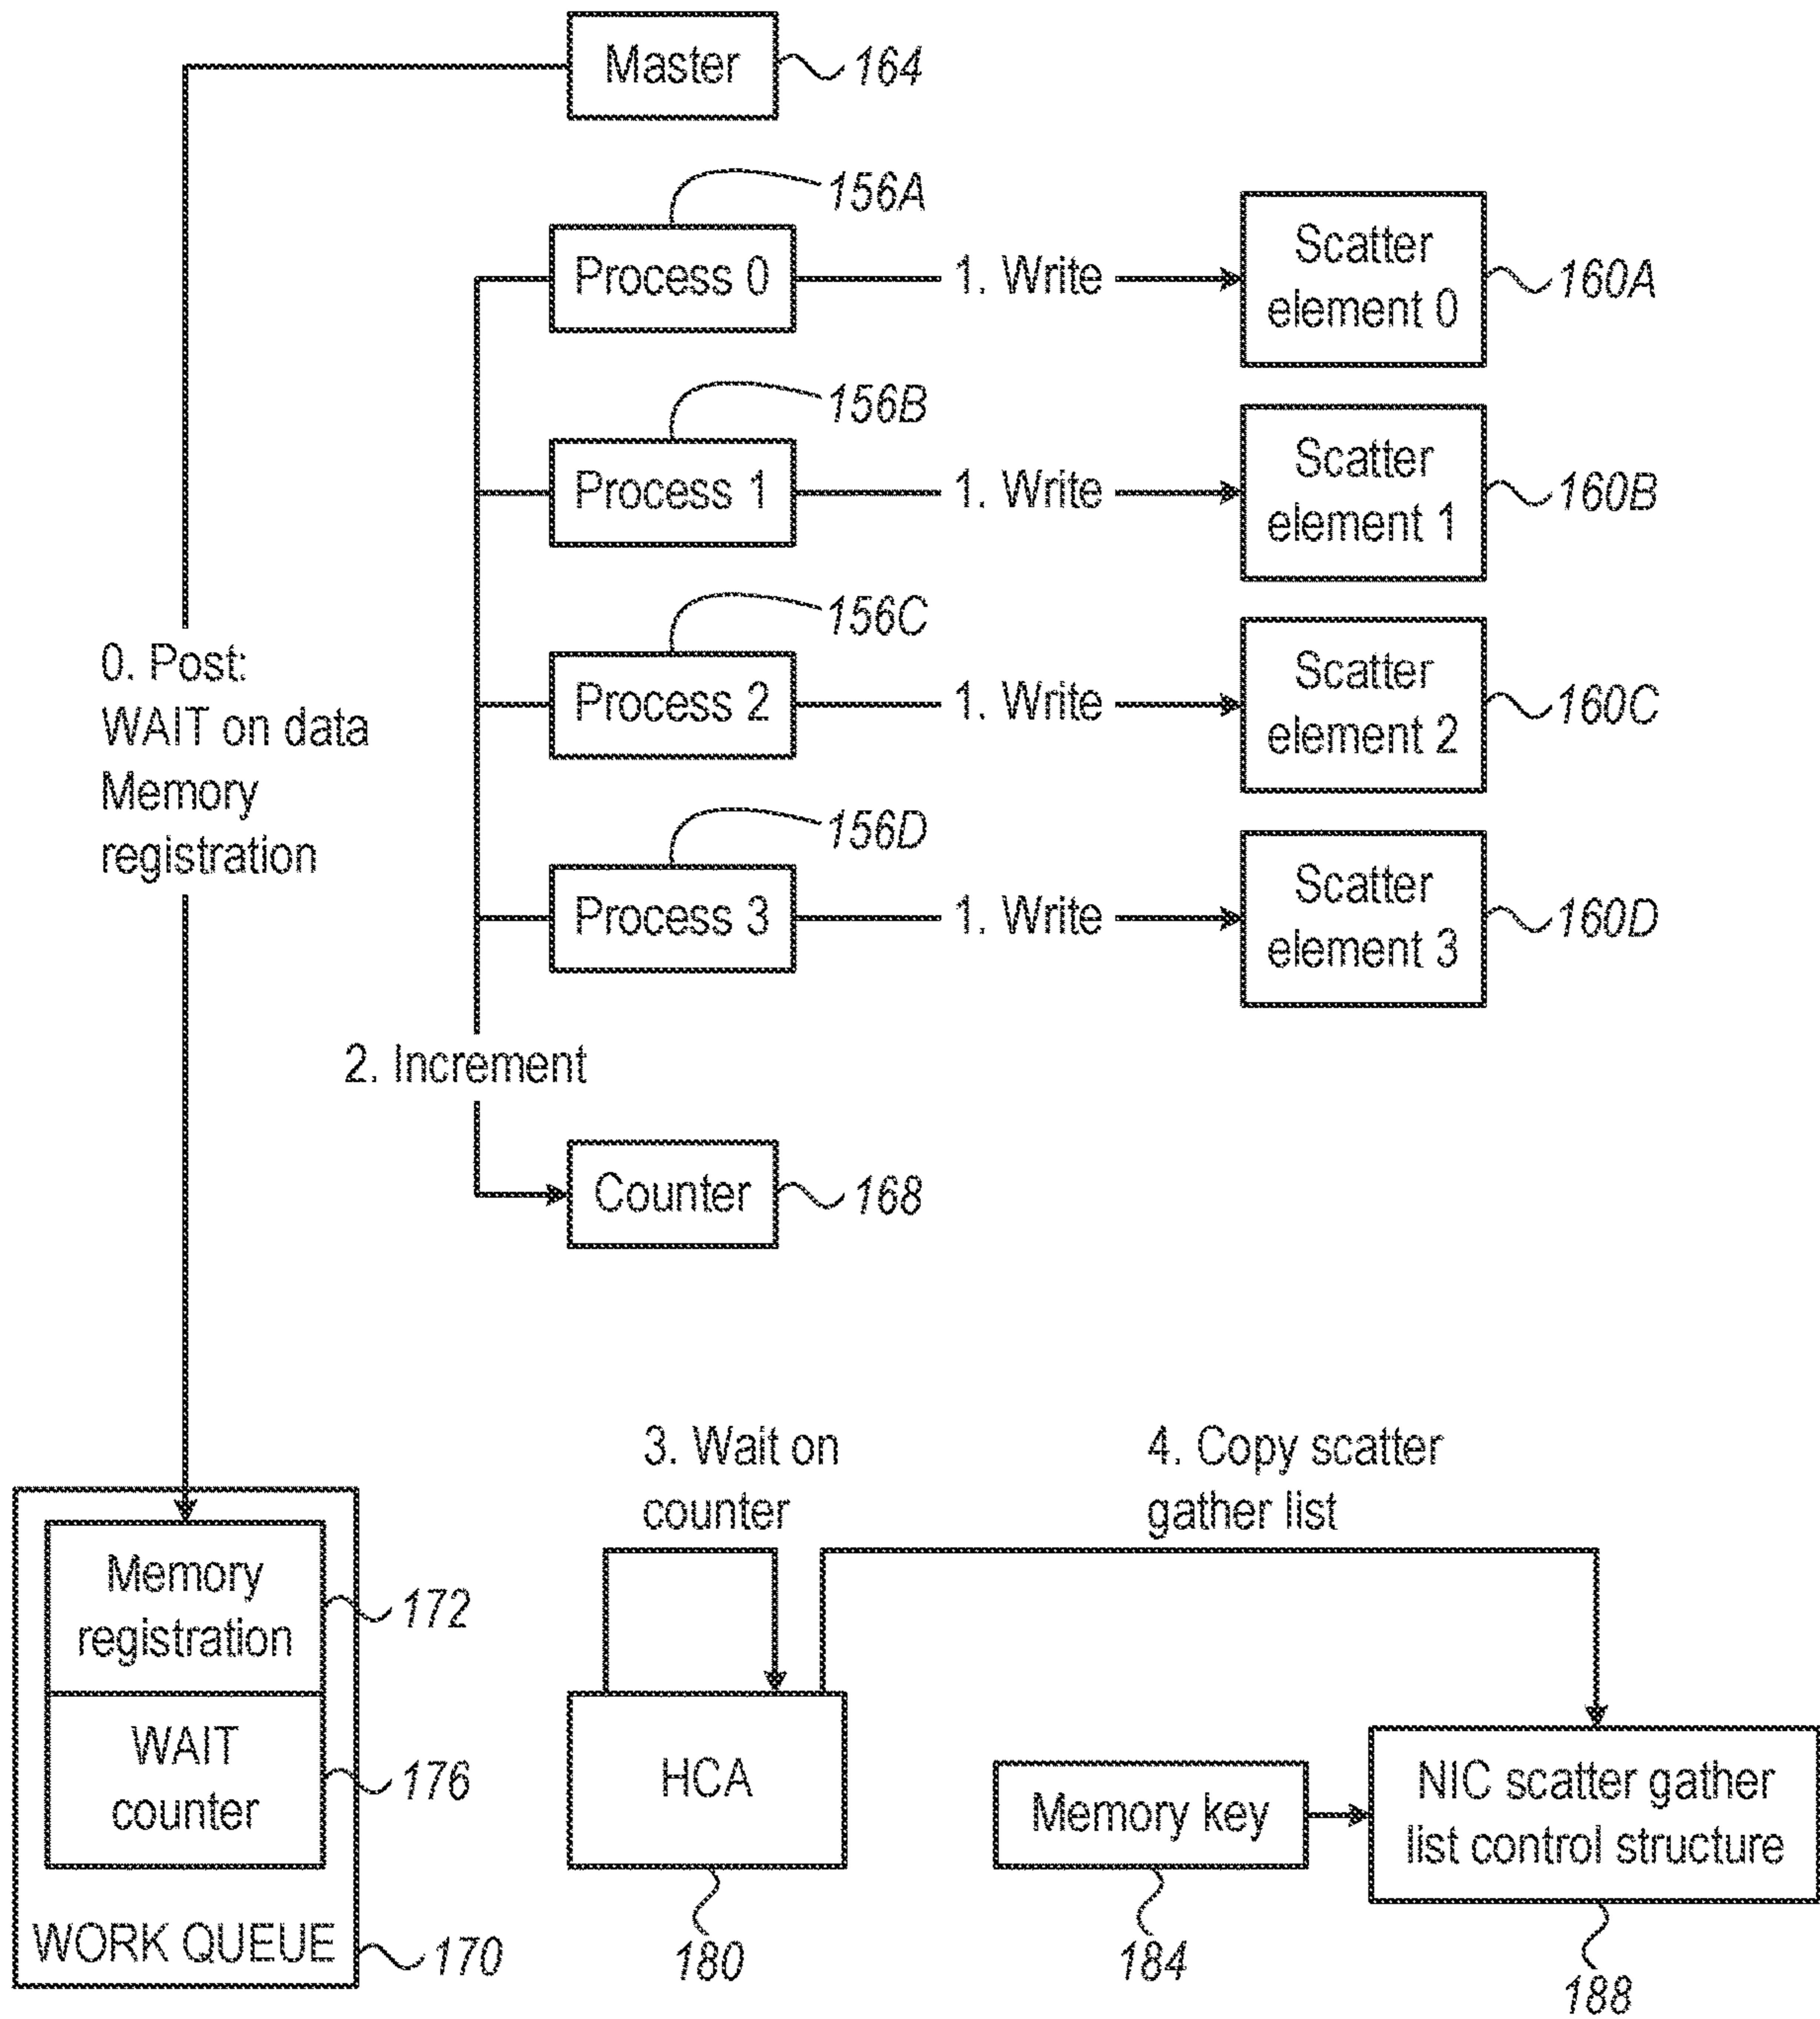 Master
164
156A
Process 0
1. Write
Scatter
element 0
160A
156B
Process 1
1. Write
Scatter
element 1
160B
156C
Process 2
1. Write
Scatter
element 2
160C
0. Post:
WAIT on data
Memory
registration
156D
Process 3
1. Write
Scatter
element 3
160D
2. Increment
Counter
168
3. Wait on
counter
4. Copy scatter
gather list
Memory
registration
172
WAIT
counter
176
WORK QUEUE
170
HCA
180
Memory key
184
NIC scatter gather
list control structure
188